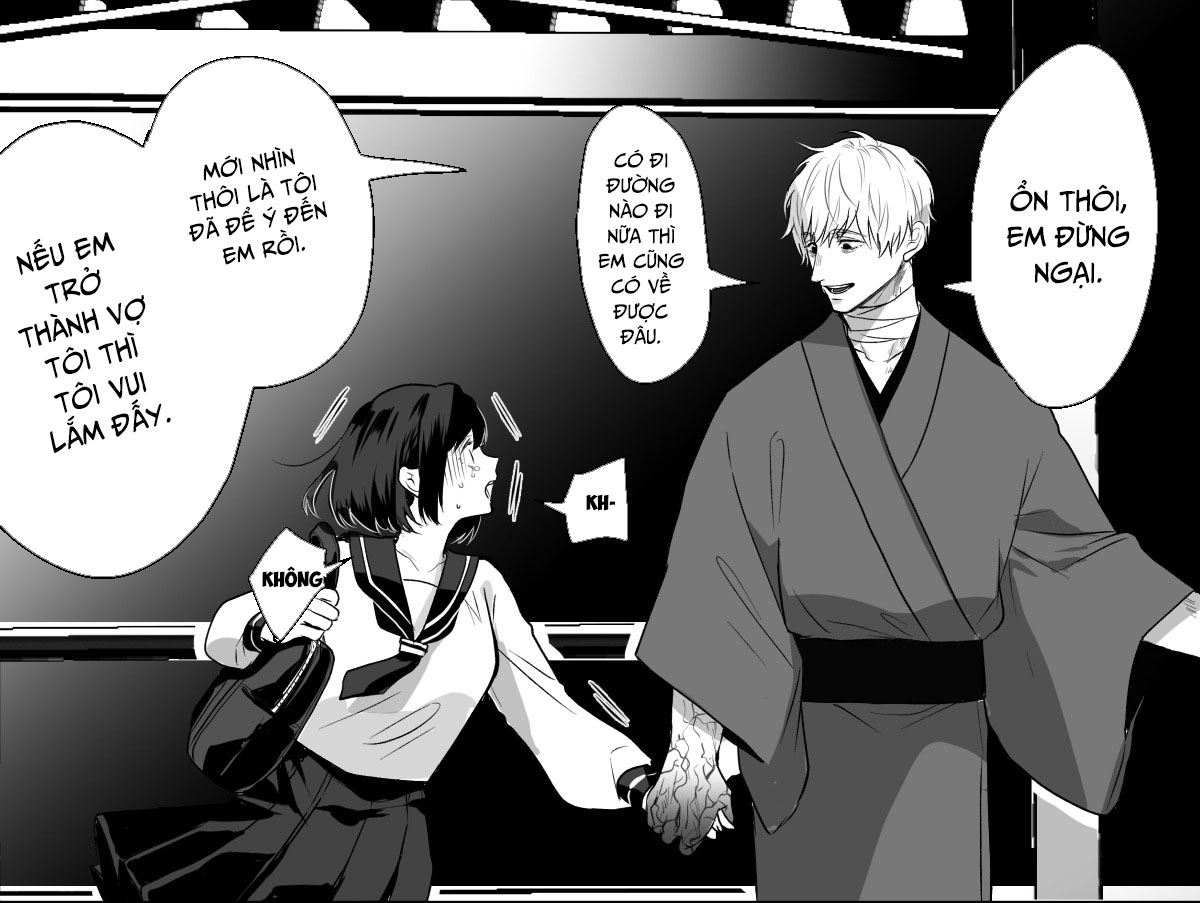 ỔN THÔI,
EM ĐỪNG
NGẠI.
CÓ ĐI
ĐƯỜNG
NÀO ĐI
NỮA THÌ
EM CŨNG
CÓ VỀ
ĐƯỢC
ĐÂU.
KH-
KHÔNG
MỚI NHÌN
THÔI LÀ TÔI
ĐÃ ĐỂ Ý ĐẾN
EM RỒI.
NẾU EM
TRỞ
THÀNH VỢ
TÔI THÌ
TÔI VUI
LẮM ĐẤY.